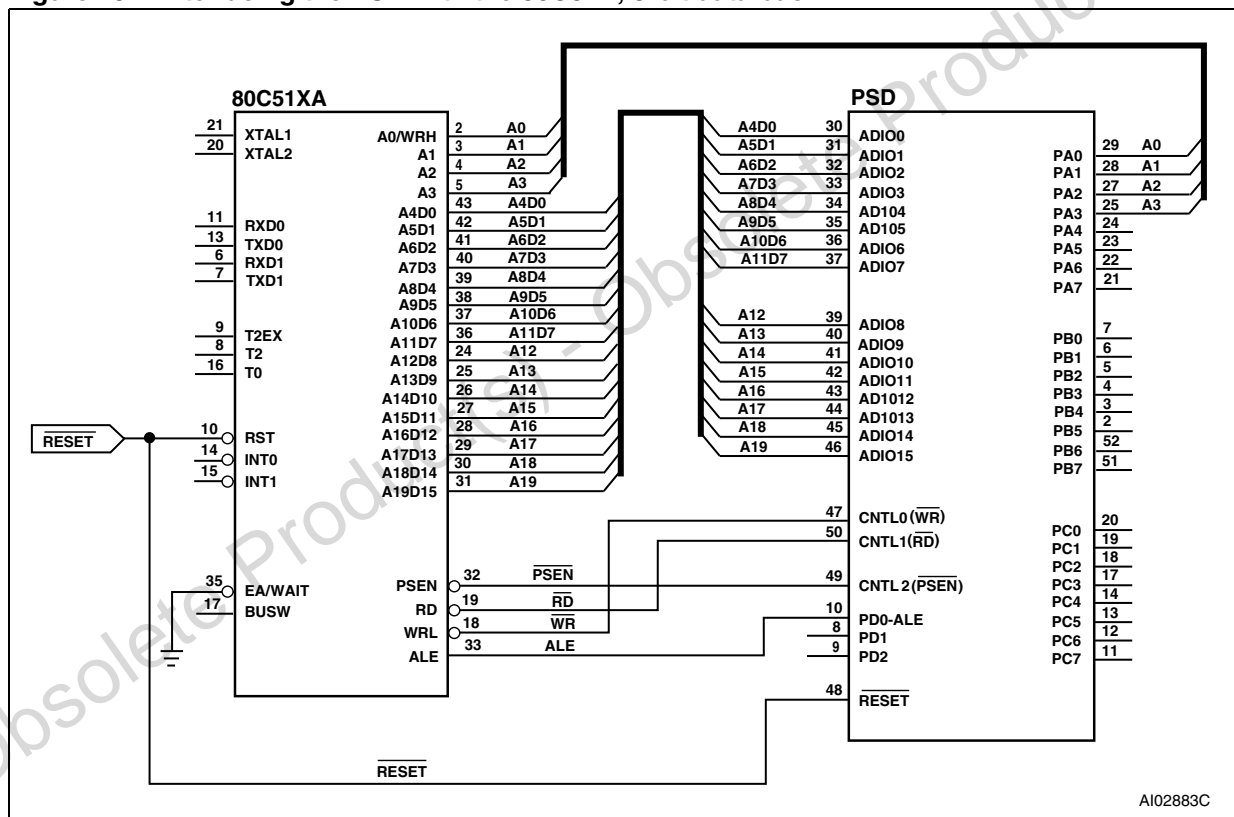 80C51XA
PSD
21 XTAL1
20 XTAL2
11 RXD0
13 TXD0
6 RXD1
7 TXD1
9 T2EX
8 T2
16 T0
RESET
10 RST
14 INT0
15 INT1
35 EA/WAIT
17 BUSW
A0/WRH 2 A0
A1 3 A1
A2 4 A2
A3 5 A3
A4D0 43 A4D0
A5D1 42 A5D1
A6D2 41 A6D2
A7D3 40 A7D3
A8D4 39 A8D4
A9D5 38 A9D5
A10D6 37 A10D6
A11D7 36 A11D7
A12D8 24 A12
A13D9 25 A13
A14D10 26 A14
A15D11 27 A15
A16D12 28 A16
A17D13 29 A17
A18D14 30 A18
A19D15 31 A19
PSEN 32 PSEN
RD 19 RD
WRL 18 WR
ALE 33 ALE
RESET
A4D0 30 ADIO0
A5D1 31 ADIO1
A6D2 32 ADIO2
A7D3 33 ADIO3
A8D4 34 AD104
A9D5 35 AD105
A10D6 36 ADIO6
A11D7 37 ADIO7
A12 39 ADIO8
A13 40 ADIO9
A14 41 ADIO10
A15 42 ADIO11
A16 43 AD1012
A17 44 AD1013
A18 45 ADIO14
A19 46 ADIO15
47 CNTL0(WR)
50 CNTL1(RD)
49 CNTL2(PSEN)
10 PD0-ALE
8 PD1
9 PD2
48 RESET
PA0 29 A0
PA1 28 A1
PA2 27 A2
PA3 25 A3
PA4 24
PA5 23
PA6 22
PA7 21
PB0 7
PB1 6
PB2 5
PB3 4
PB4 3
PB5 2
PB6 52
PB7 51
PC0 20
PC1 19
PC2 18
PC3 17
PC4 14
PC5 13
PC6 12
PC7 11
AI02883C
Obsolete Product(s) - Obsolete Produc